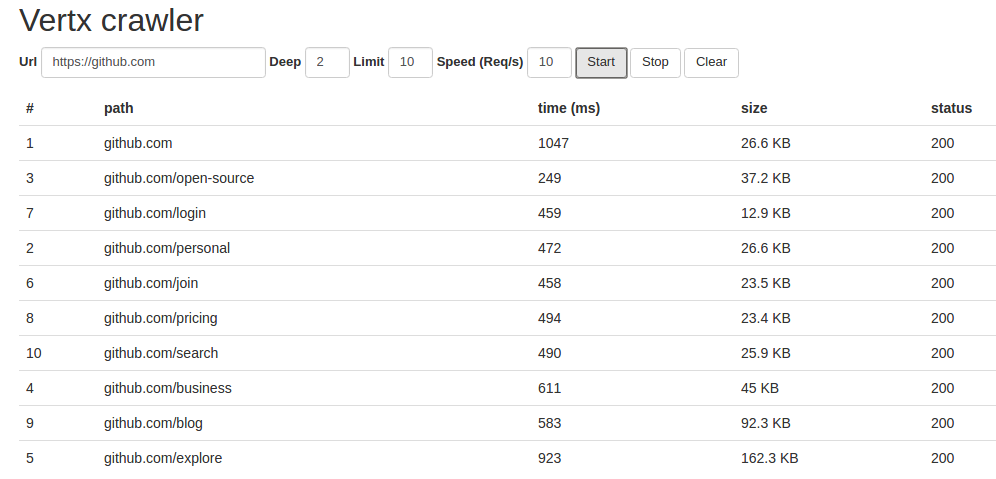 Vertx crawler
Url https://github.com Deep 2 Limit 10 Speed (Req/s) 10 Start Stop Clear
# path time (ms) size status
1 github.com 1047 26.6 KB 200
3 github.com/open-source 249 37.2 KB 200
7 github.com/login 459 12.9 KB 200
2 github.com/personal 472 26.6 KB 200
6 github.com/join 458 23.5 KB 200
8 github.com/pricing 494 23.4 KB 200
10 github.com/search 490 25.9 KB 200
4 github.com/business 611 45 KB 200
9 github.com/blog 583 92.3 KB 200
5 github.com/explore 923 162.3 KB 200